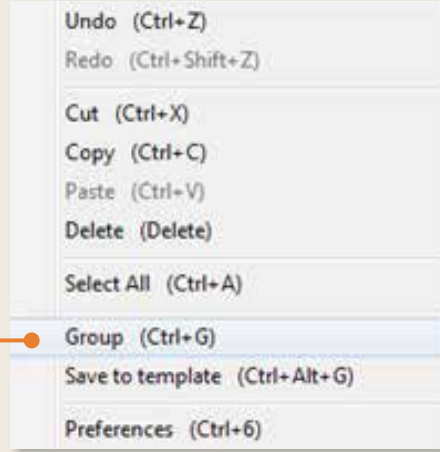 Undo (Ctrl+Z)
Redo (Ctrl+Shift+Z)
Cut (Ctrl+X)
Copy (Ctrl+C)
Paste (Ctrl+V)
Delete (Delete)
Select All (Ctrl+A)
Group (Ctrl+G)
Save to template (Ctrl+Alt+G)
Preferences (Ctrl+6)